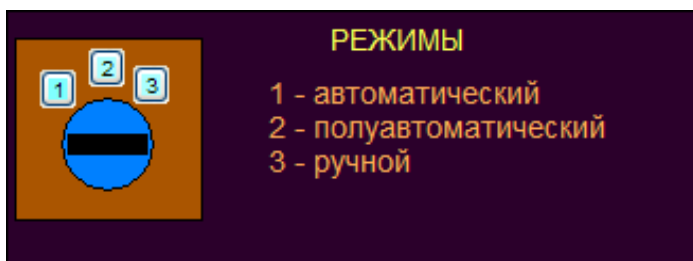 1
2
3
РЕЖИМЫ
1 - автоматический
2 - полуавтоматический
3 - ручной